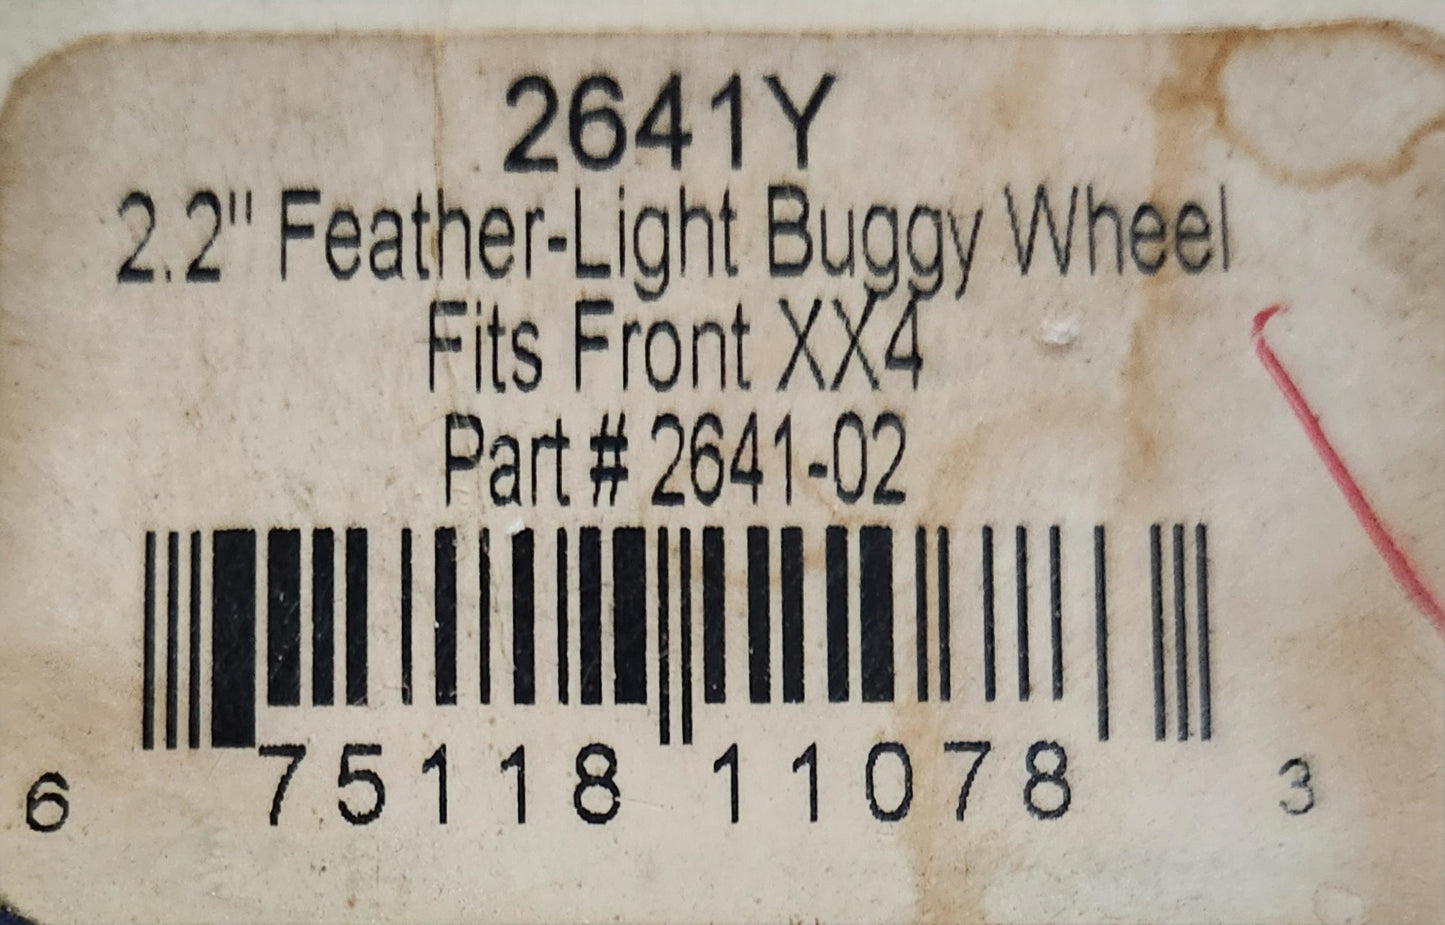 2641Y
2.2" Feather-Light Buggy Wheel
Fits Front XX4
Part # 2641-02
6 75118 11078 3